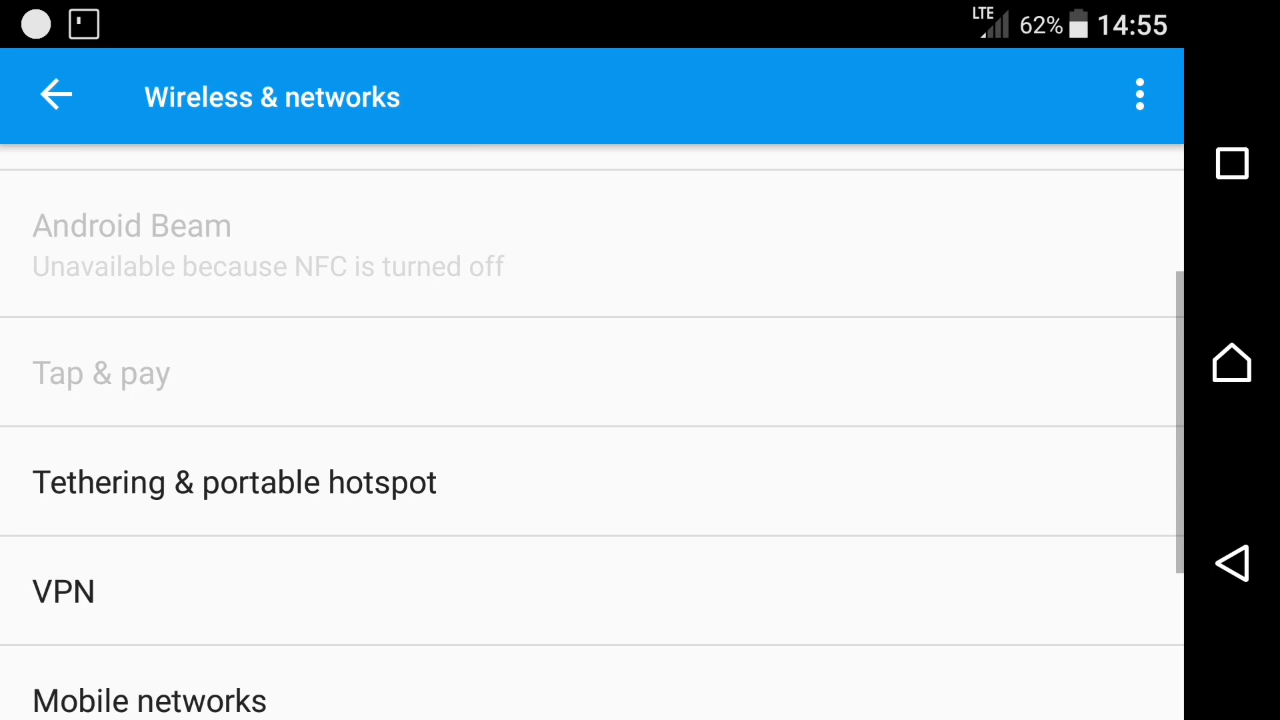 LTE 62% 14:55
Wireless & networks
Android Beam
Unavailable because NFC is turned off
Tap & pay
Tethering & portable hotspot
VPN
Mobile networks